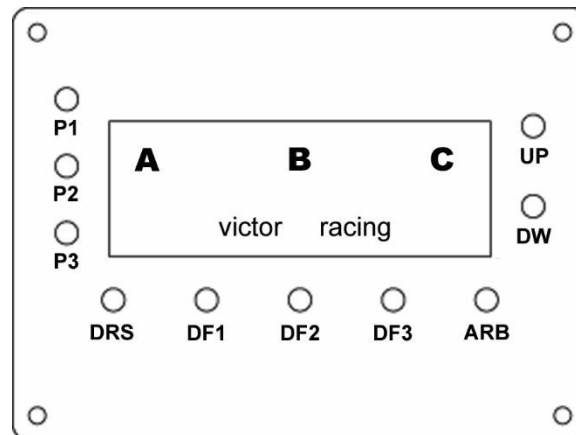 P1
A B C
UP
P2
victor racing
DW
P3
DRS DF1 DF2 DF3 ARB